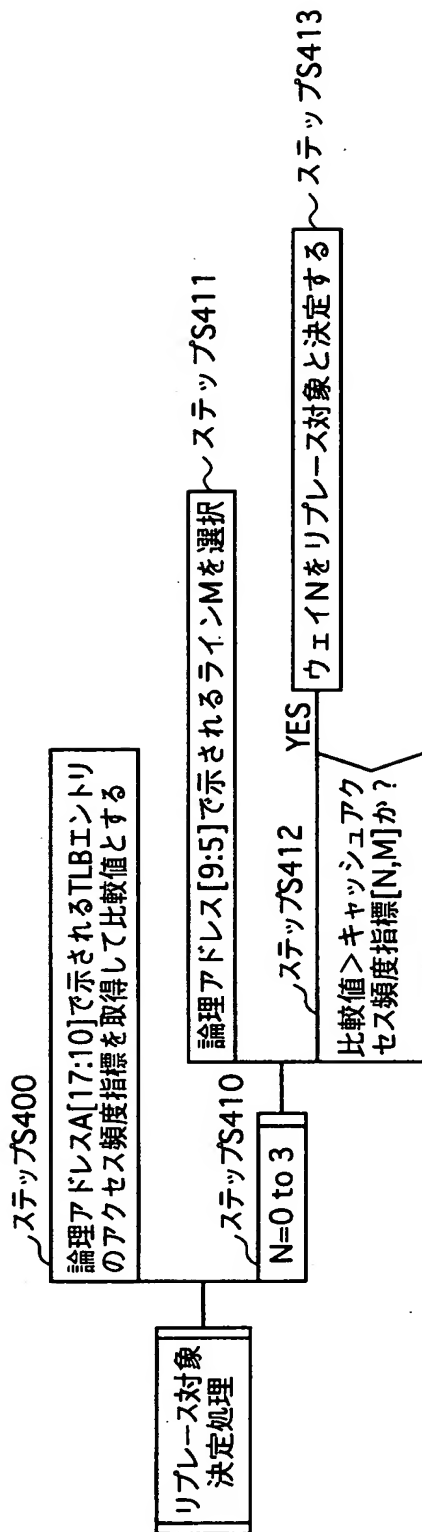 リプレース対象
決定処理
ステップS400
論理アドレスA[17:10]で示されるTLBエントリ
のアクセス頻度指標を取得して比較値とする
ステップS410
N=0 to 3
論理アドレス[9:5]で示されるラインMを選択
ステップS411
ステップS412
比較値>キャッシュアク
セス頻度指標[N,M]か?
YES
ウェイNをリプレース対象と決定する
ステップS413